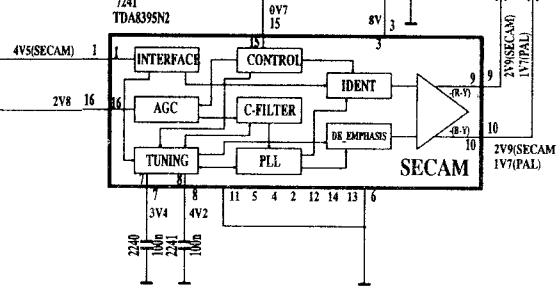 7241
TDA8395N2
0V7
15
8V
3
4V5(SECAM)
1
1
15
3
2V9(SECAM)
1V7(PAL)
INTERFACE
CONTROL
IDENT
9
9
-(R-Y)
2V8
16
16
AGC
C-FILTER
DE_EMPHASIS
-(B-Y)
10
10
TUNING
PLL
SECAM
2V9(SECAM
1V7(PAL)
7
8
7
8
11
5
4
2
12
14
13
6
3V4
4V2
2240
100n
2241
100n